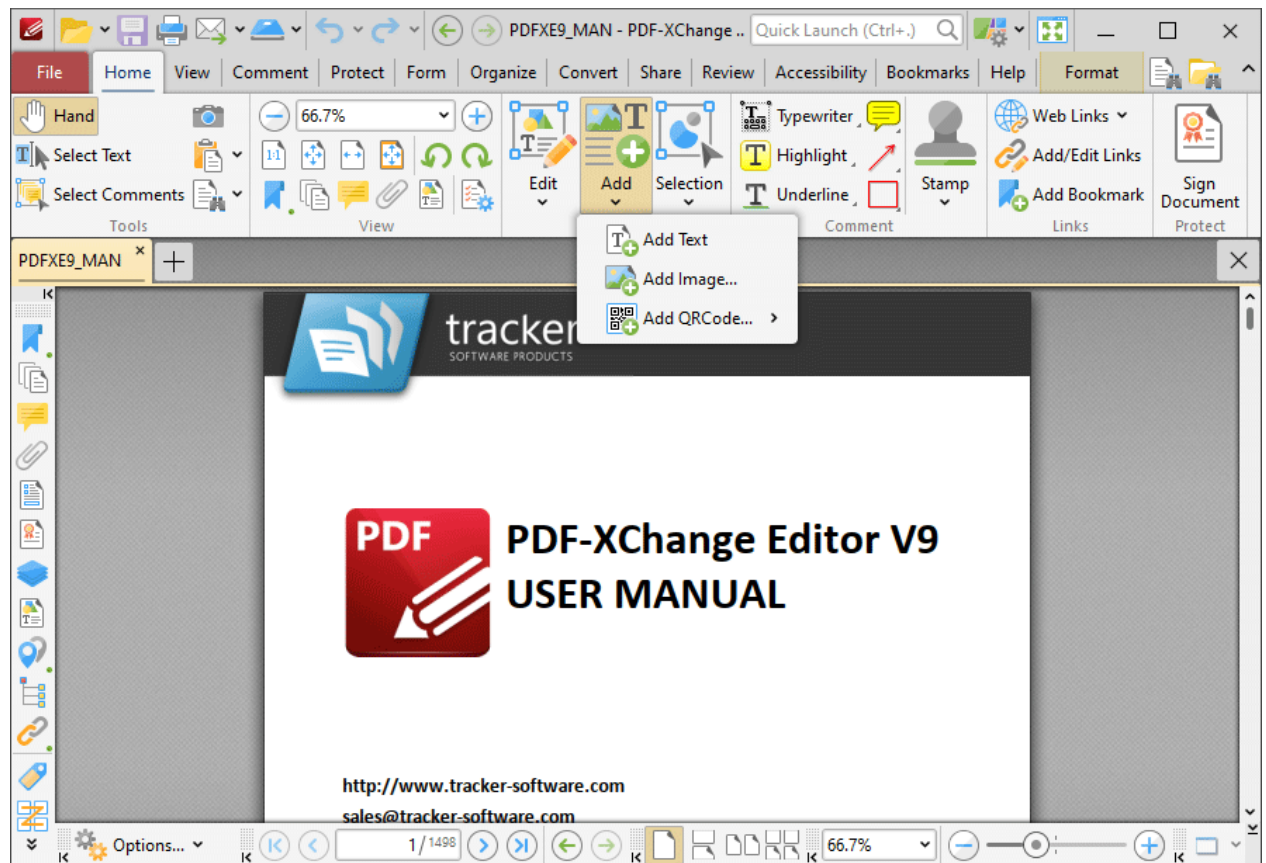 PDFXE9_MAN - PDF-XChange .. Quick Launch (Ctrl+.)
File Home View Comment Protect Form Organize Convert Share Review Accessibility Bookmarks Help Format
Hand 66.7% Typewriter Web Links
1:1
Select Text Highlight Add/Edit Links
Edit Add Selection Stamp Sign Document
Select Comments Underline Add Bookmark
Tools View Comment Links Protect
Add Text
PDFXE9_MAN
Add Image...
Add QRCode...
tracker
SOFTWARE PRODUCTS
PDF
PDF-XChange Editor V9
USER MANUAL
http://www.tracker-software.com
sales@tracker-software.com
Options... 1/1498 66.7%